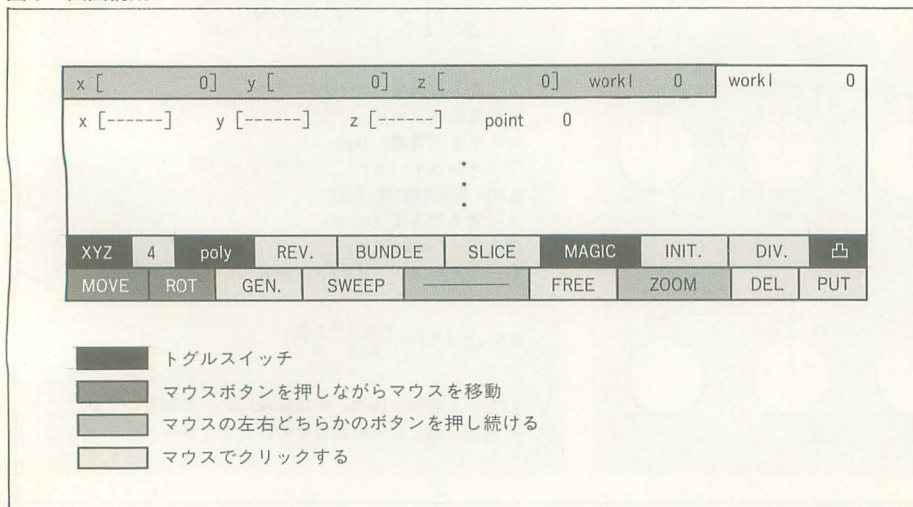 x [ 0] y [ 0] z [ 0] work1 0 work1 0
x [------] y [------] z [------] point 0
XYZ 4 poly REV. BUNDLE SLICE MAGIC INIT. DIV. 凸
MOVE ROT GEN. SWEEP ———— FREE ZOOM DEL PUT
トグルスイッチ
マウスボタンを押しながらマウスを移動
マウスの左右どちらかのボタンを押し続ける
マウスでクリックする